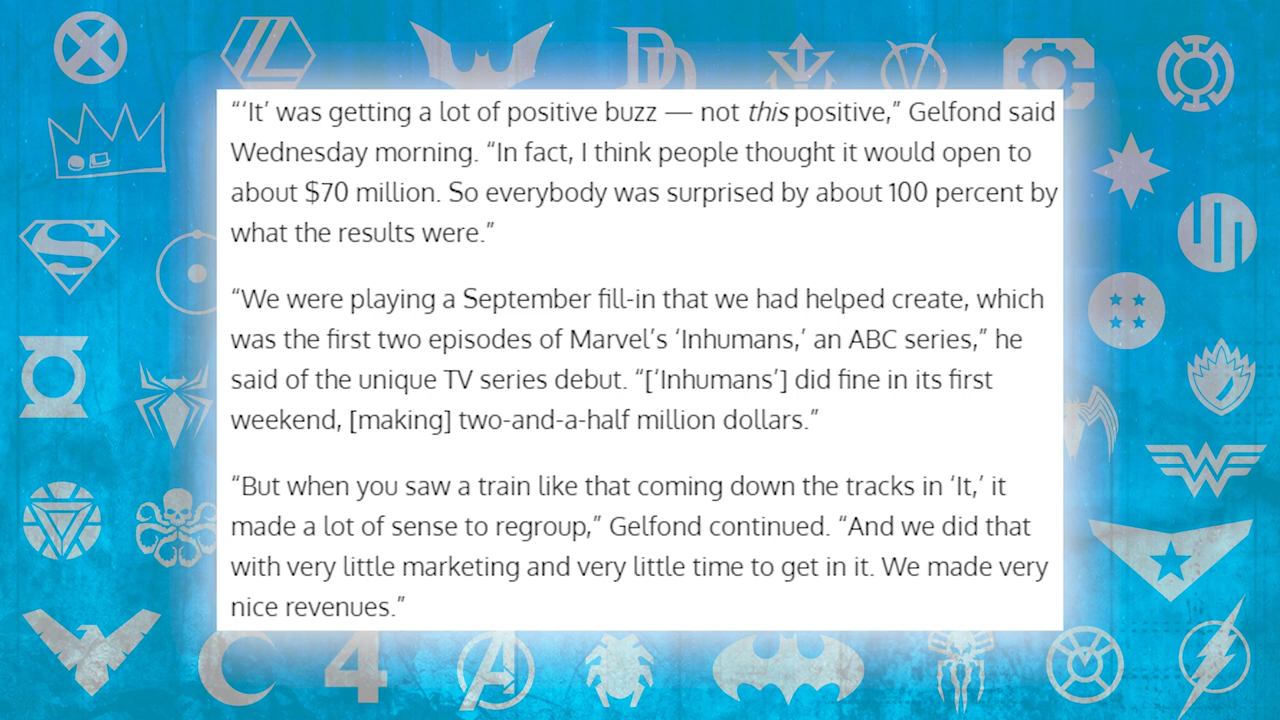 “‘It’ was getting a lot of positive buzz — not this positive,” Gelfond said
Wednesday morning. “In fact, I think people thought it would open to
about $70 million. So everybody was surprised by about 100 percent by
what the results were.”
“We were playing a September fill-in that we had helped create, which
was the first two episodes of Marvel’s ‘Inhumans,’ an ABC series,” he
said of the unique TV series debut. “[‘Inhumans’] did fine in its first
weekend, [making] two-and-a-half million dollars.”
“But when you saw a train like that coming down the tracks in ‘It,’ it
made a lot of sense to regroup,” Gelfond continued. “And we did that
with very little marketing and very little time to get in it. We made very
nice revenues.”